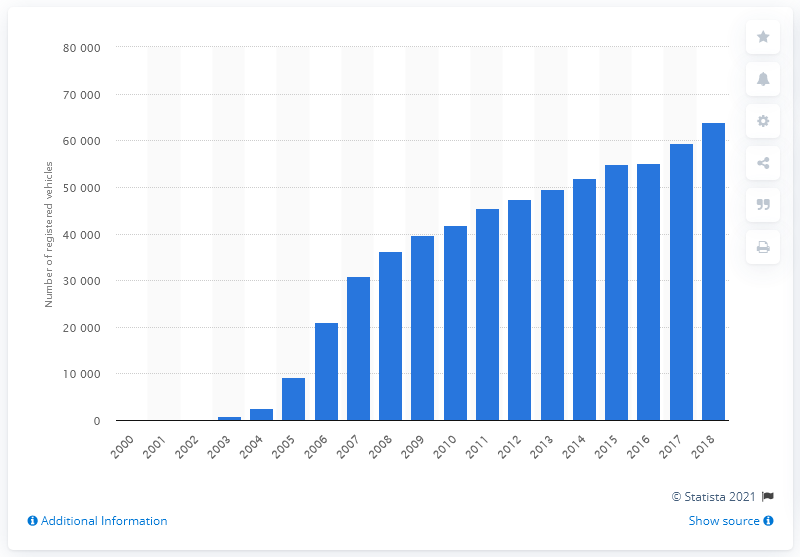 80 000
70 000
60 000
50 000
40 000
30 000
20 000
10 000
0
Number of registered vehicles
2000 2001 2002 2003 2004 2005 2006 2007 2008 2009 2010 2011 2012 2013 2014 2015 2016 2017 2018
© Statista 2021
Additional Information
Show source